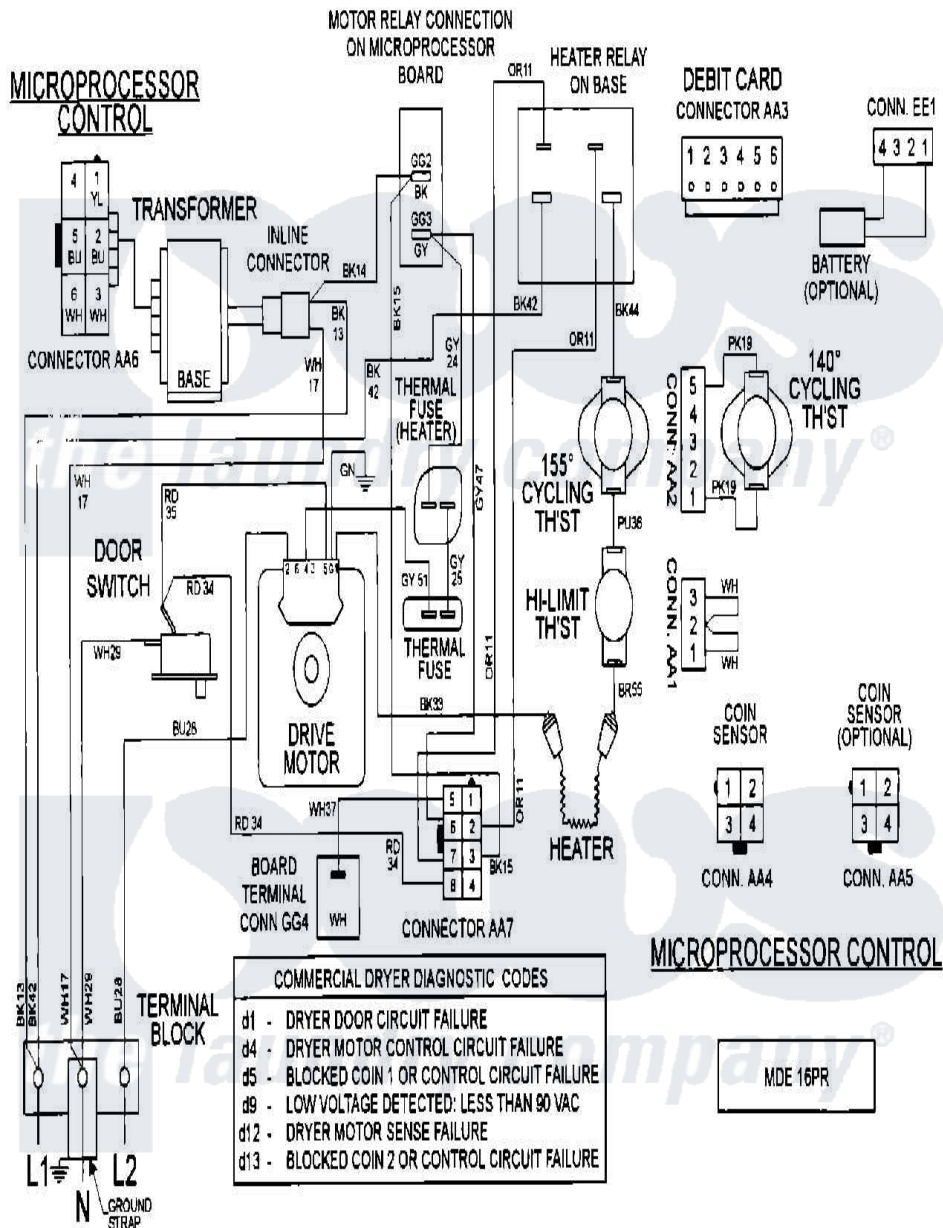 MOTOR RELAY CONNECTION
ON MICROPROCESSOR
BOARD
HEATER RELAY
ON BASE
OR11
DEBIT CARD
CONNECTOR AA3
1 2 3 4 5 6
CONN. EE1
4 3 2 1
MICROPROCESSOR
CONTROL
4 1
YL
5 2
BU BU
6 3
WH WH
CONNECTOR AA6
TRANSFORMER
BASE
INLINE
CONNECTOR
BK14
GG2
BK
GG3
GY
BK
13
WH
17
BK15
BK
42
GY
24
BK42
OR11
BK44
BATTERY
(OPTIONAL)
PK19
140°
CYCLING
TH'ST
CONN. AA2
5
4
3
2
1
PK19
THERMAL
FUSE
(HEATER)
155°
CYCLING
TH'ST
PU36
GN
GY47
WH
17
RD
35
DOOR
SWITCH
RD 34
WH29
BU28
2 6 4 3 5 G 1
GY 51
GY
25
THERMAL
FUSE
DRIVE
MOTOR
OR11
BK33
HI-LIMIT
TH'ST
BR55
CONN. AA1
3
2
1
WH
WH
HEATER
COIN
SENSOR
1 2
3 4
CONN. AA4
COIN
SENSOR
(OPTIONAL)
1 2
3 4
CONN. AA5
RD 34
WH37
RD
34
5 1
6 2
7 3
8 4
BK15
OR11
CONNECTOR AA7
BOARD
TERMINAL
CONN GG4
WH
MICROPROCESSOR CONTROL
BK13
BK42
WH17
WH29
BU28
TERMINAL
BLOCK
L1
N
L2
GROUND
STRAP
COMMERCIAL DRYER DIAGNOSTIC CODES
d1 - DRYER DOOR CIRCUIT FAILURE
d4 - DRYER MOTOR CONTROL CIRCUIT FAILURE
d5 - BLOCKED COIN 1 OR CONTROL CIRCUIT FAILURE
d9 - LOW VOLTAGE DETECTED: LESS THAN 90 VAC
d12 - DRYER MOTOR SENSE FAILURE
d13 - BLOCKED COIN 2 OR CONTROL CIRCUIT FAILURE
MDE 16PR
the laundry company®
the laundry company®